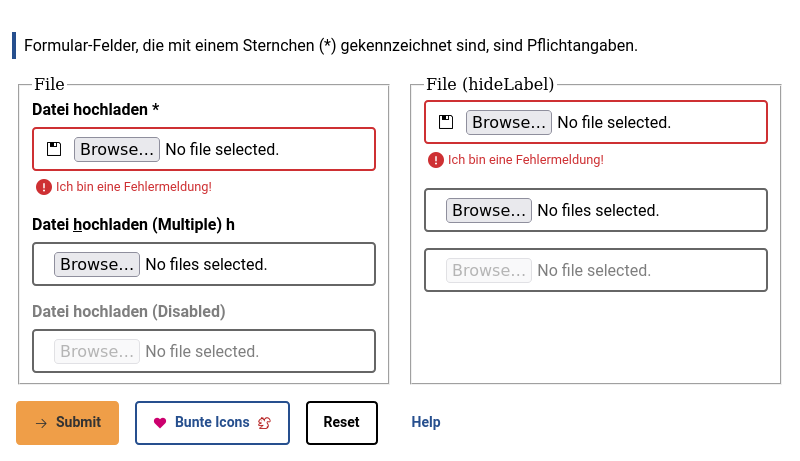 Formular-Felder, die mit einem Sternchen (*) gekennzeichnet sind, sind Pflichtangaben.
File
Datei hochladen *
Browse... No file selected.
Ich bin eine Fehlermeldung!
Datei hochladen (Multiple) h
Browse... No files selected.
Datei hochladen (Disabled)
Browse... No file selected.
File (hideLabel)
Browse... No file selected.
Ich bin eine Fehlermeldung!
Browse... No files selected.
Browse... No file selected.
Submit
Bunte Icons
Reset
Help